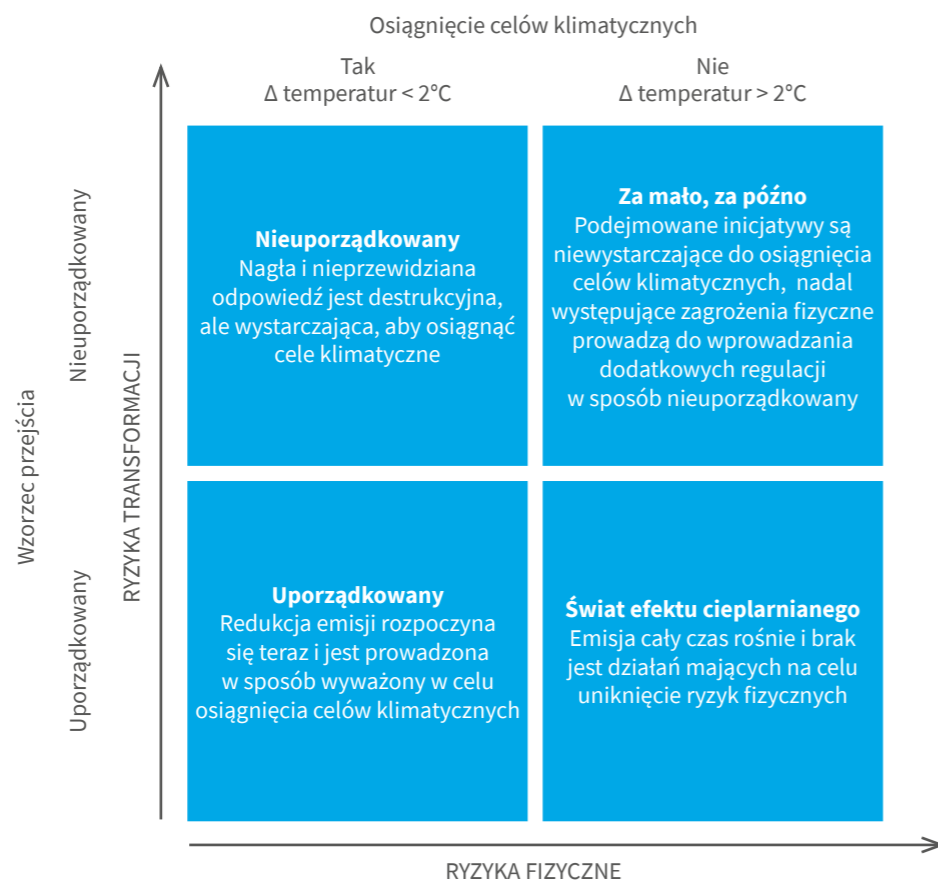 Osiągnięcie celów klimatycznych
Tak
Δ temperatur < 2°C
Nie
Δ temperatur > 2°C
Wzorzec przejścia
Nieuporządkowany
Uporządkowany
RYZYKA TRANSFORMACJI
Nieuporządkowany
Nagła i nieprzewidziana
odpowiedź jest destrukcyjna,
ale wystarczająca, aby osiągnąć
cele klimatyczne
Za mało, za późno
Podejmowane inicjatywy są
niewystarczające do osiągnięcia
celów klimatycznych, nadal
występujące zagrożenia fizyczne
prowadzą do wprowadzania
dodatkowych regulacji
w sposób nieuporządkowany
Uporządkowany
Redukcja emisji rozpoczyna
się teraz i jest prowadzona
w sposób wyważony w celu
osiągnięcia celów klimatycznych
Świat efektu cieplarnianego
Emisja cały czas rośnie i brak
jest działań mających na celu
uniknięcie ryzyk fizycznych
RYZYKA FIZYCZNE